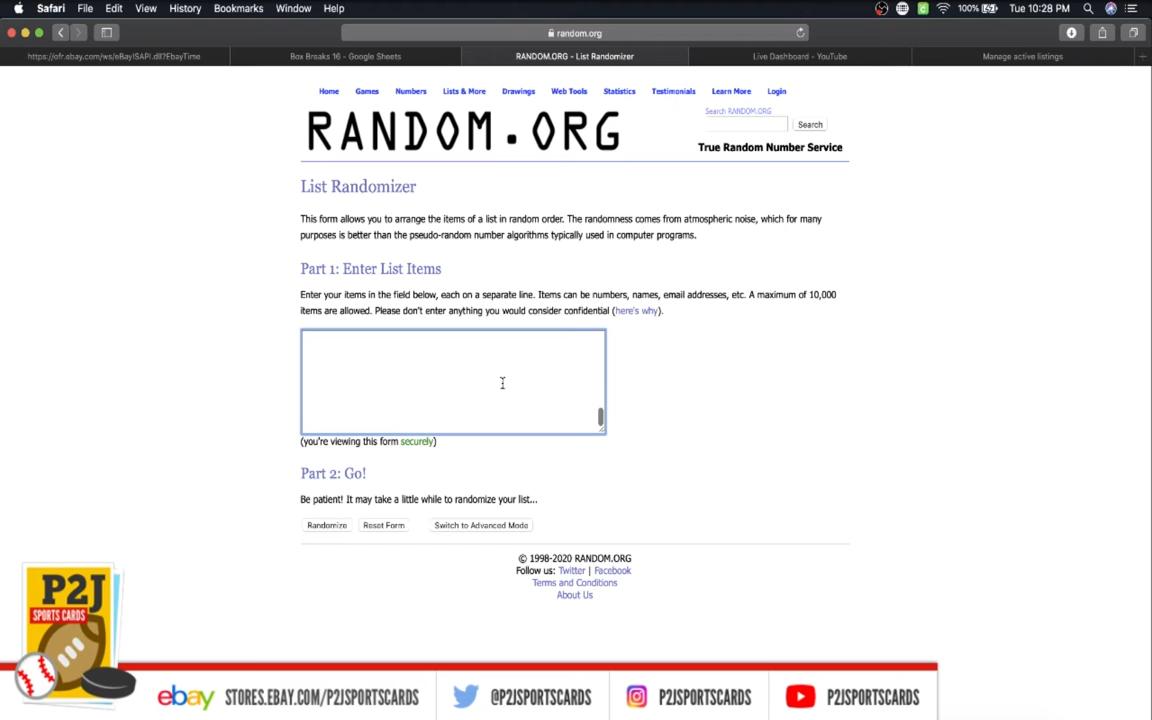 Safari File Edit View History Bookmarks Window Help 100% Tue 10:28 PM
random.org
https://ofr.ebay.com/ws/eBayISAPI.dll?EbayTime Box Breaks 16 - Google Sheets RANDOM.ORG - List Randomizer Live Dashboard - YouTube Manage active listings
Home Games Numbers Lists & More Drawings Web Tools Statistics Testimonials Learn More Login
RANDOM.ORG
Search RANDOM.ORG
Search
True Random Number Service
List Randomizer
This form allows you to arrange the items of a list in random order. The randomness comes from atmospheric noise, which for many
purposes is better than the pseudo-random number algorithms typically used in computer programs.
Part 1: Enter List Items
Enter your items in the field below, each on a separate line. Items can be numbers, names, email addresses, etc. A maximum of 10,000
items are allowed. Please don't enter anything you would consider confidential (here's why).
(you're viewing this form securely)
Part 2: Go!
Be patient! It may take a little while to randomize your list...
Randomize Reset Form Switch to Advanced Mode
© 1998-2020 RANDOM.ORG
Follow us: Twitter | Facebook
Terms and Conditions
About Us
P2J
SPORTS CARDS
ebay STORES.EBAY.COM/P2JSPORTSCARDS @P2JSPORTSCARDS P2JSPORTSCARDS P2JSPORTSCARDS